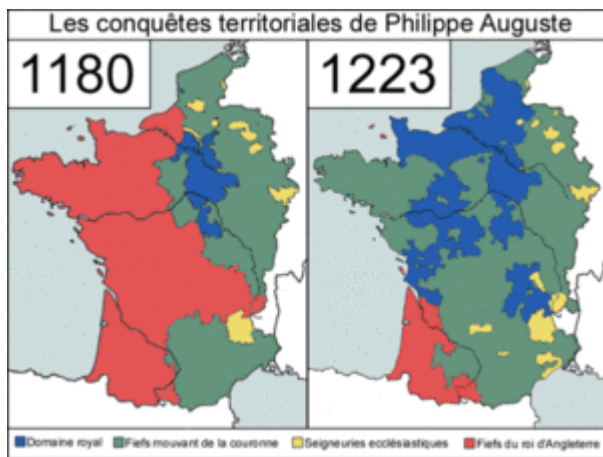 Les conquêtes territoriales de Philippe Auguste
1180
1223
Domaine royal
Fiefs mouvant de la couronne
Seigneuries ecclésiastiques
Fiefs du roi d'Angleterre